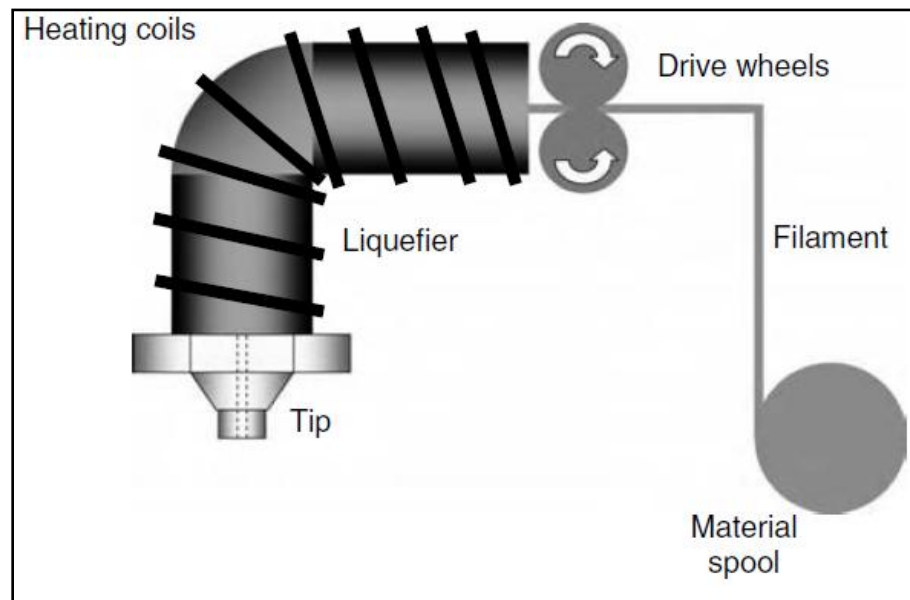 Heating coils
Drive wheels
Liquefier
Filament
Tip
Material
spool